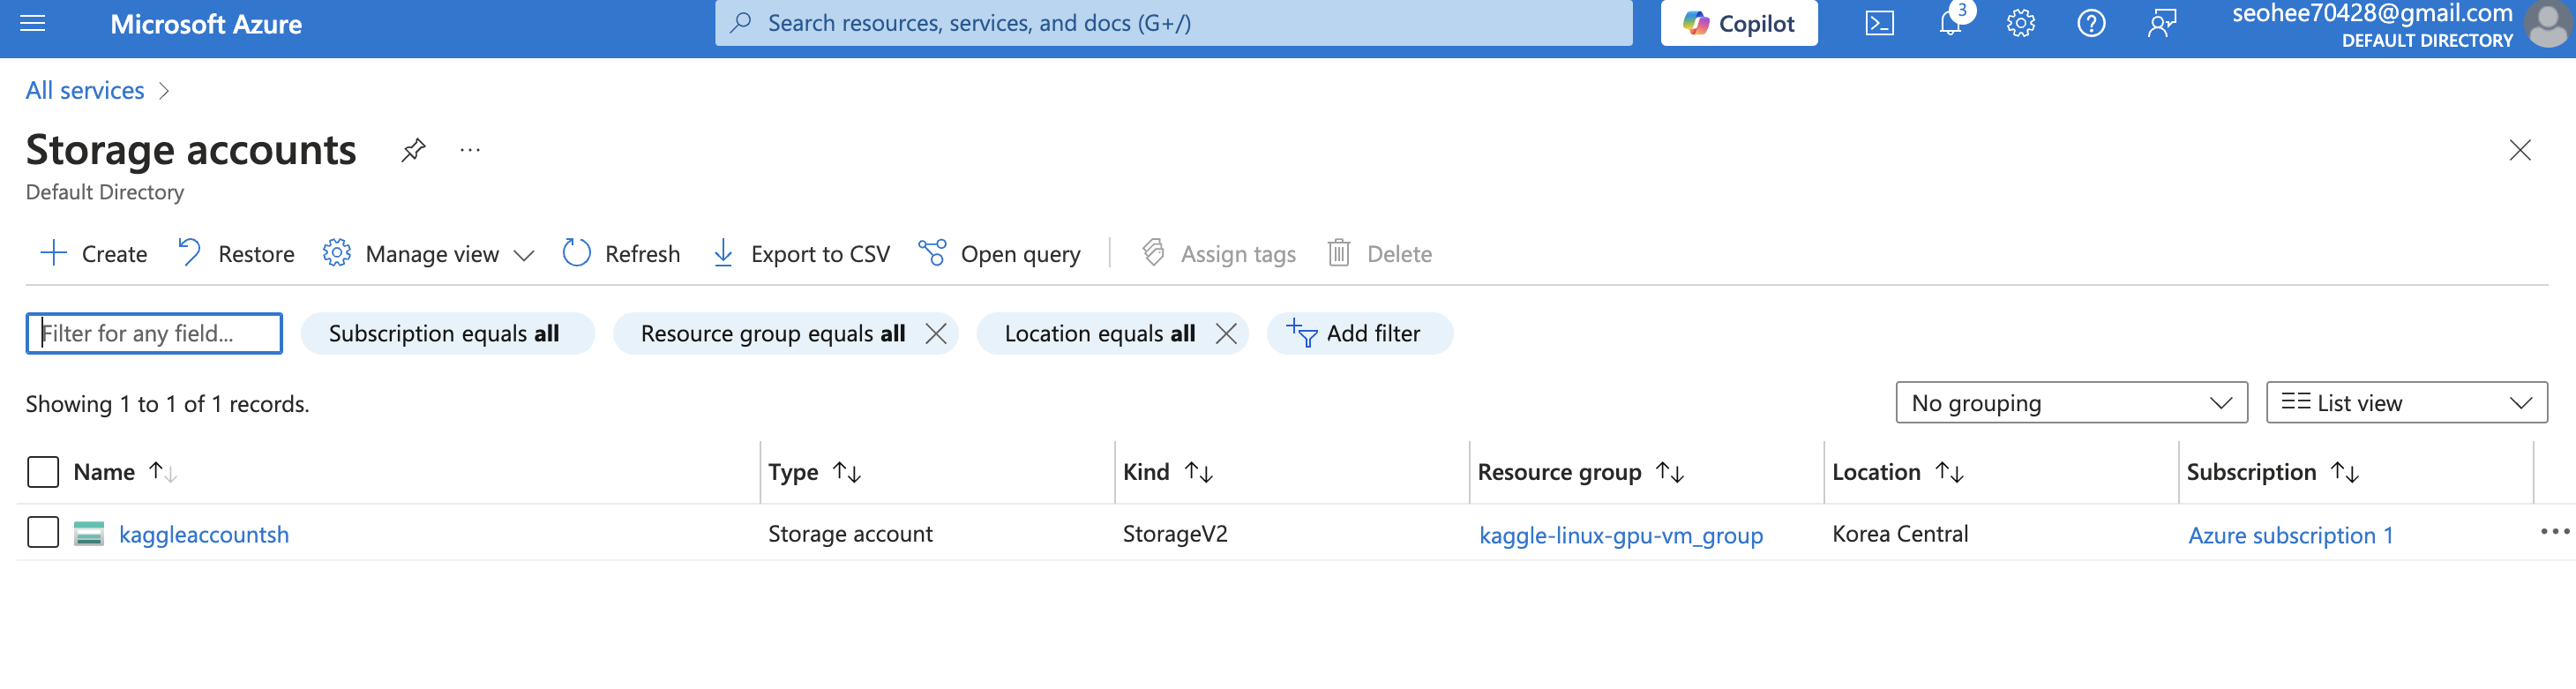 Microsoft Azure
Search resources, services, and docs (G+/)
Copilot
3
seohee70428@gmail.com
DEFAULT DIRECTORY
All services
Storage accounts
Default Directory
Create Restore Manage view Refresh Export to CSV Open query Assign tags Delete
Filter for any field... Subscription equals all Resource group equals all Location equals all Add filter
Showing 1 to 1 of 1 records.
No grouping List view
Name Type Kind Resource group Location Subscription
kaggleaccountsh Storage account StorageV2 kaggle-linux-gpu-vm_group Korea Central Azure subscription 1